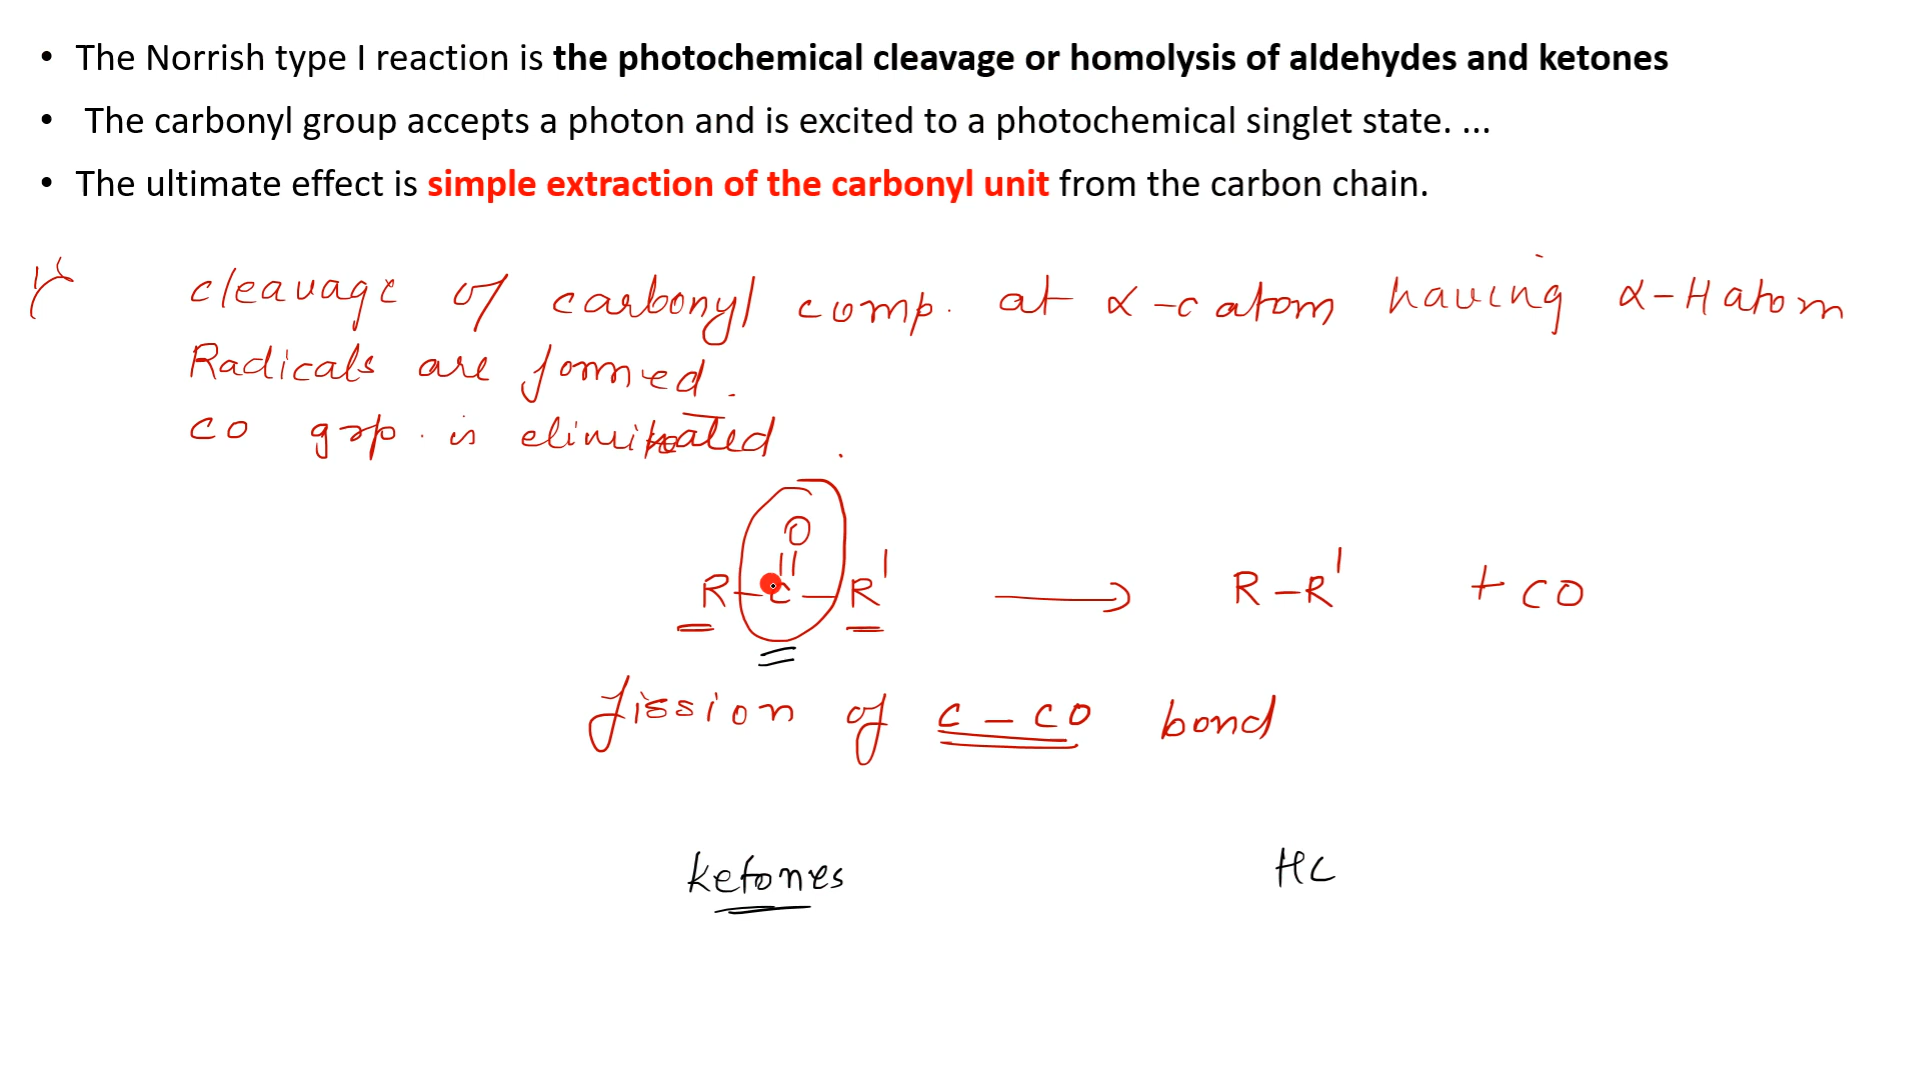 • The Norrish type I reaction is the photochemical cleavage or homolysis of aldehydes and ketones
• The carbonyl group accepts a photon and is excited to a photochemical singlet state. ...
• The ultimate effect is simple extraction of the carbonyl unit from the carbon chain.
cleavage of carbonyl comp. at α-c atom having α-H atom
Radicals are formed.
CO grp. is eliminated.
O
||
R-C-R' → R-R' + CO
fission of C-CO bond
ketones HC